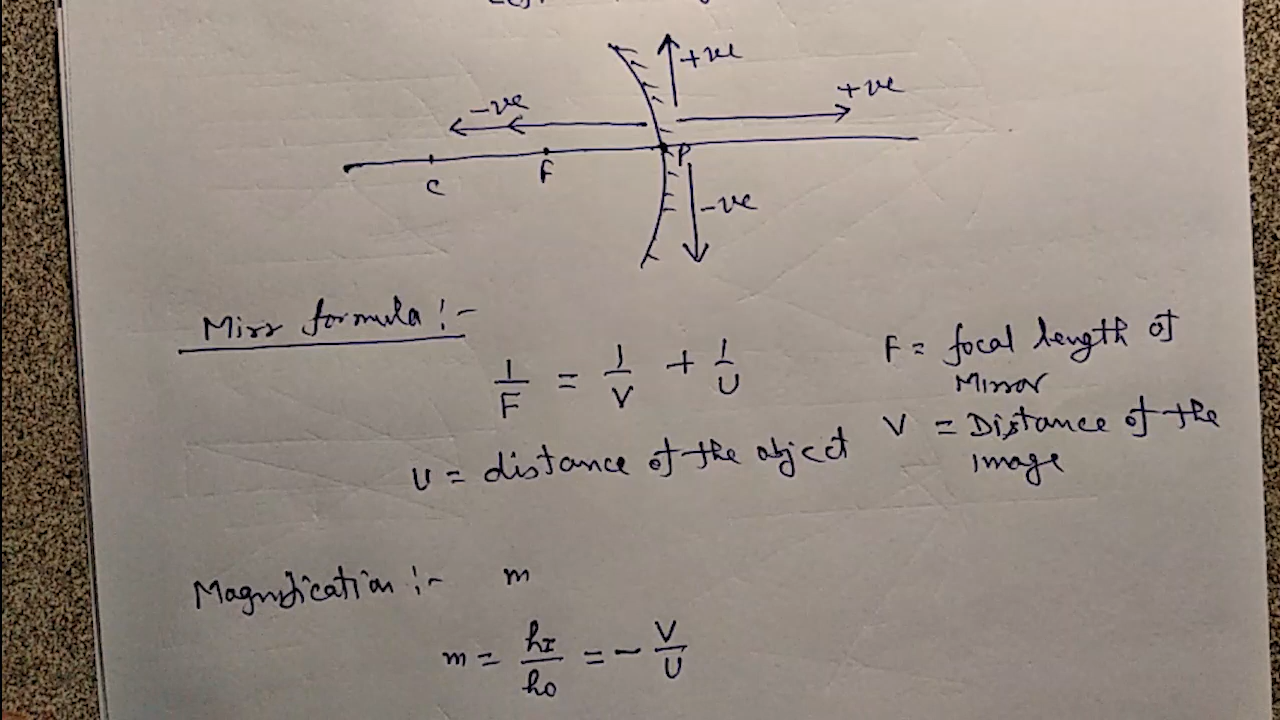 +ve
-ve
+ve
C
F
P
-ve
Mirr formula :-
1/F = 1/V + 1/U
F = focal length of
Mirror
U = distance of the object
V = Distance of the
image
Magnification :- m
m = hI/ho = - V/U